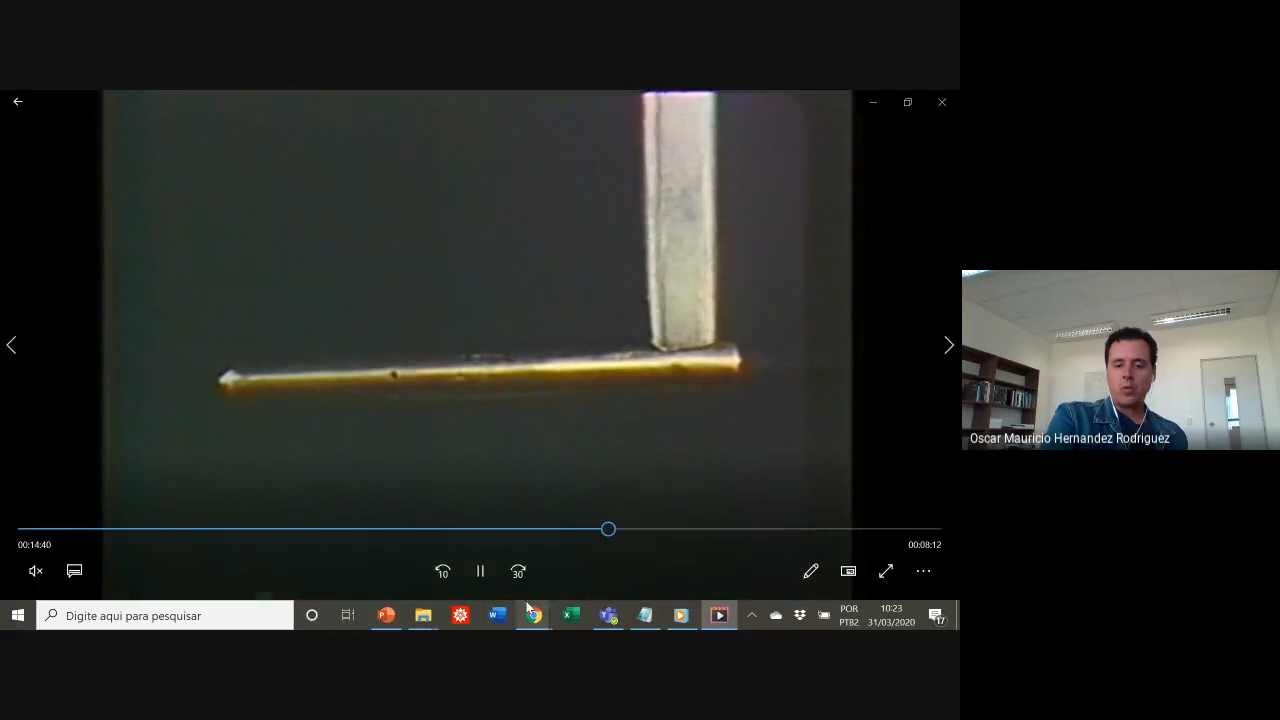 Oscar Mauricio Hernandez Rodriguez
00:14:40
00:08:12
10
30
Digite aqui para pesquisar
POR
PTB2
10:23
31/03/2020
17